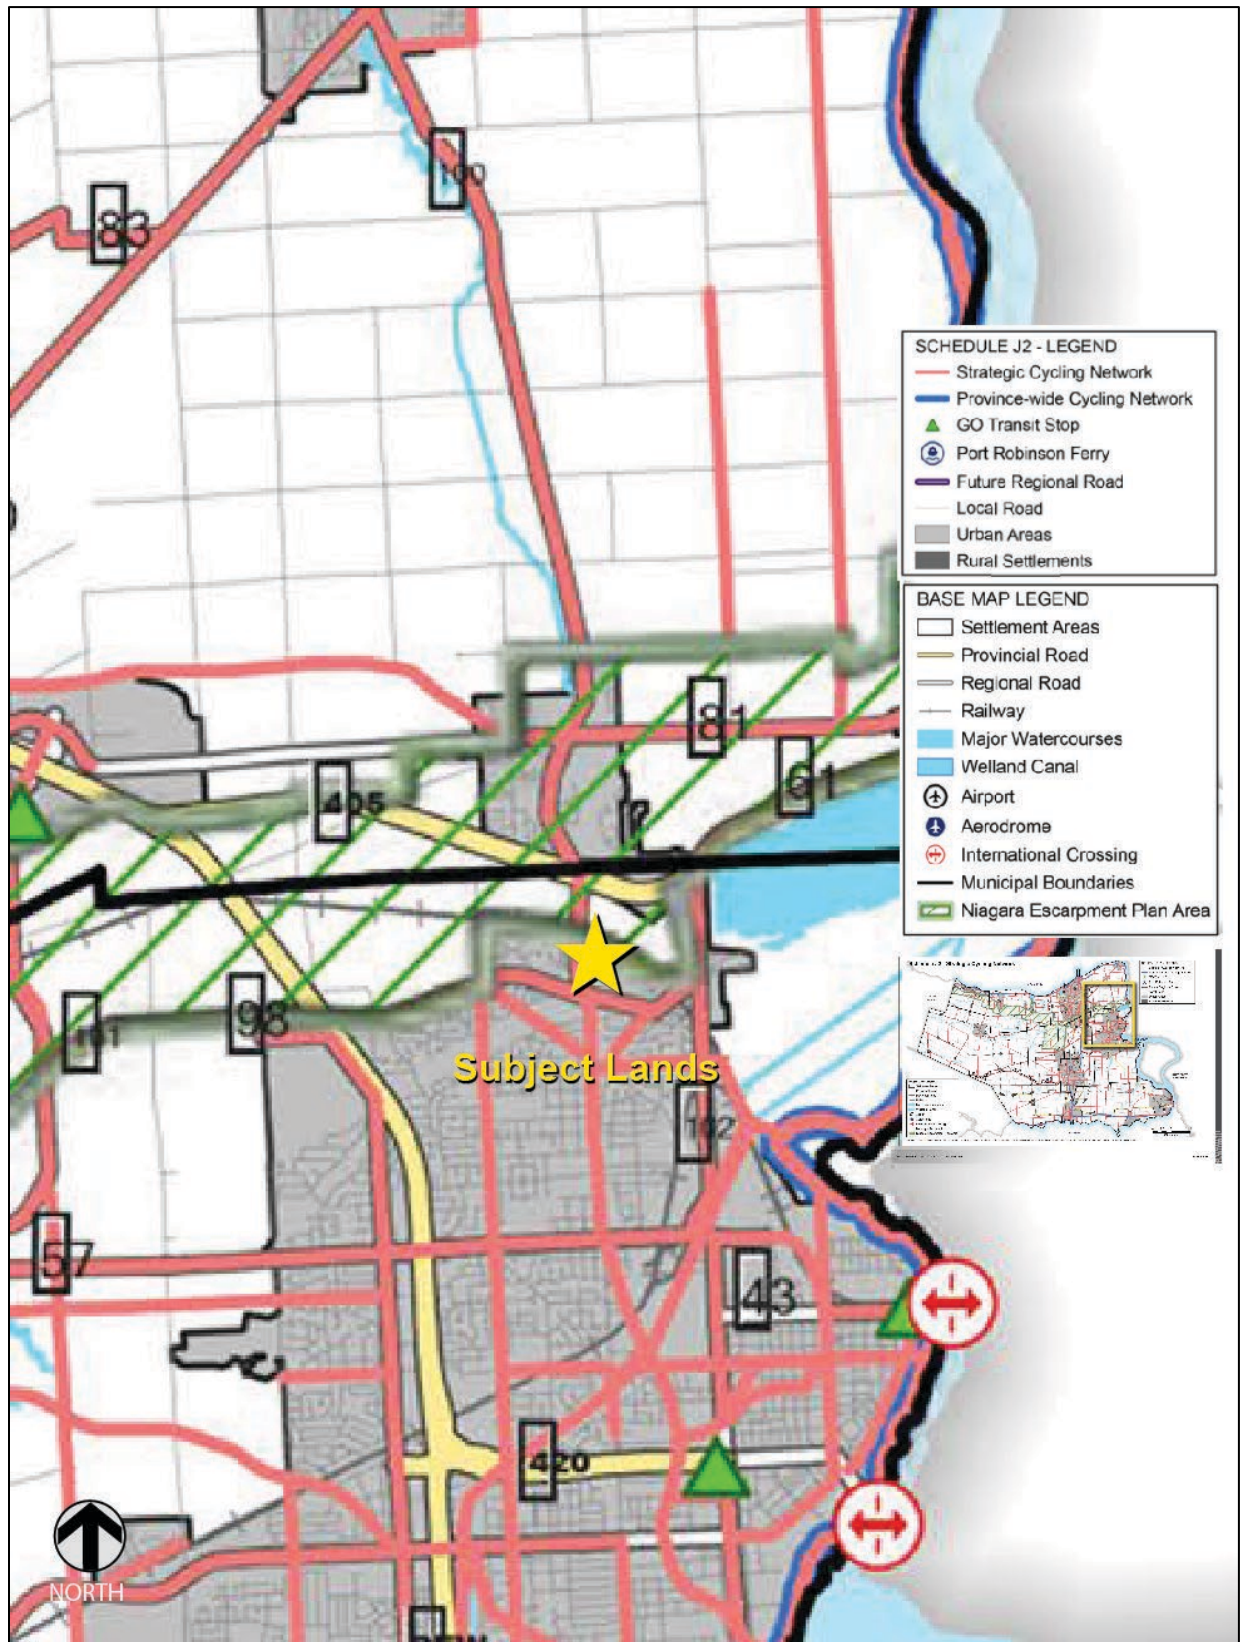 100
83
SCHEDULE J2 - LEGEND
Strategic Cycling Network
Province-wide Cycling Network
GO Transit Stop
Port Robinson Ferry
Future Regional Road
Local Road
Urban Areas
Rural Settlements
BASE MAP LEGEND
Settlement Areas
Provincial Road
Regional Road
Railway
Major Watercourses
Welland Canal
Airport
Aerodrome
International Crossing
Municipal Boundaries
Niagara Escarpment Plan Area
81
61
405
98
101
Subject Lands
102
57
43
420
NORTH